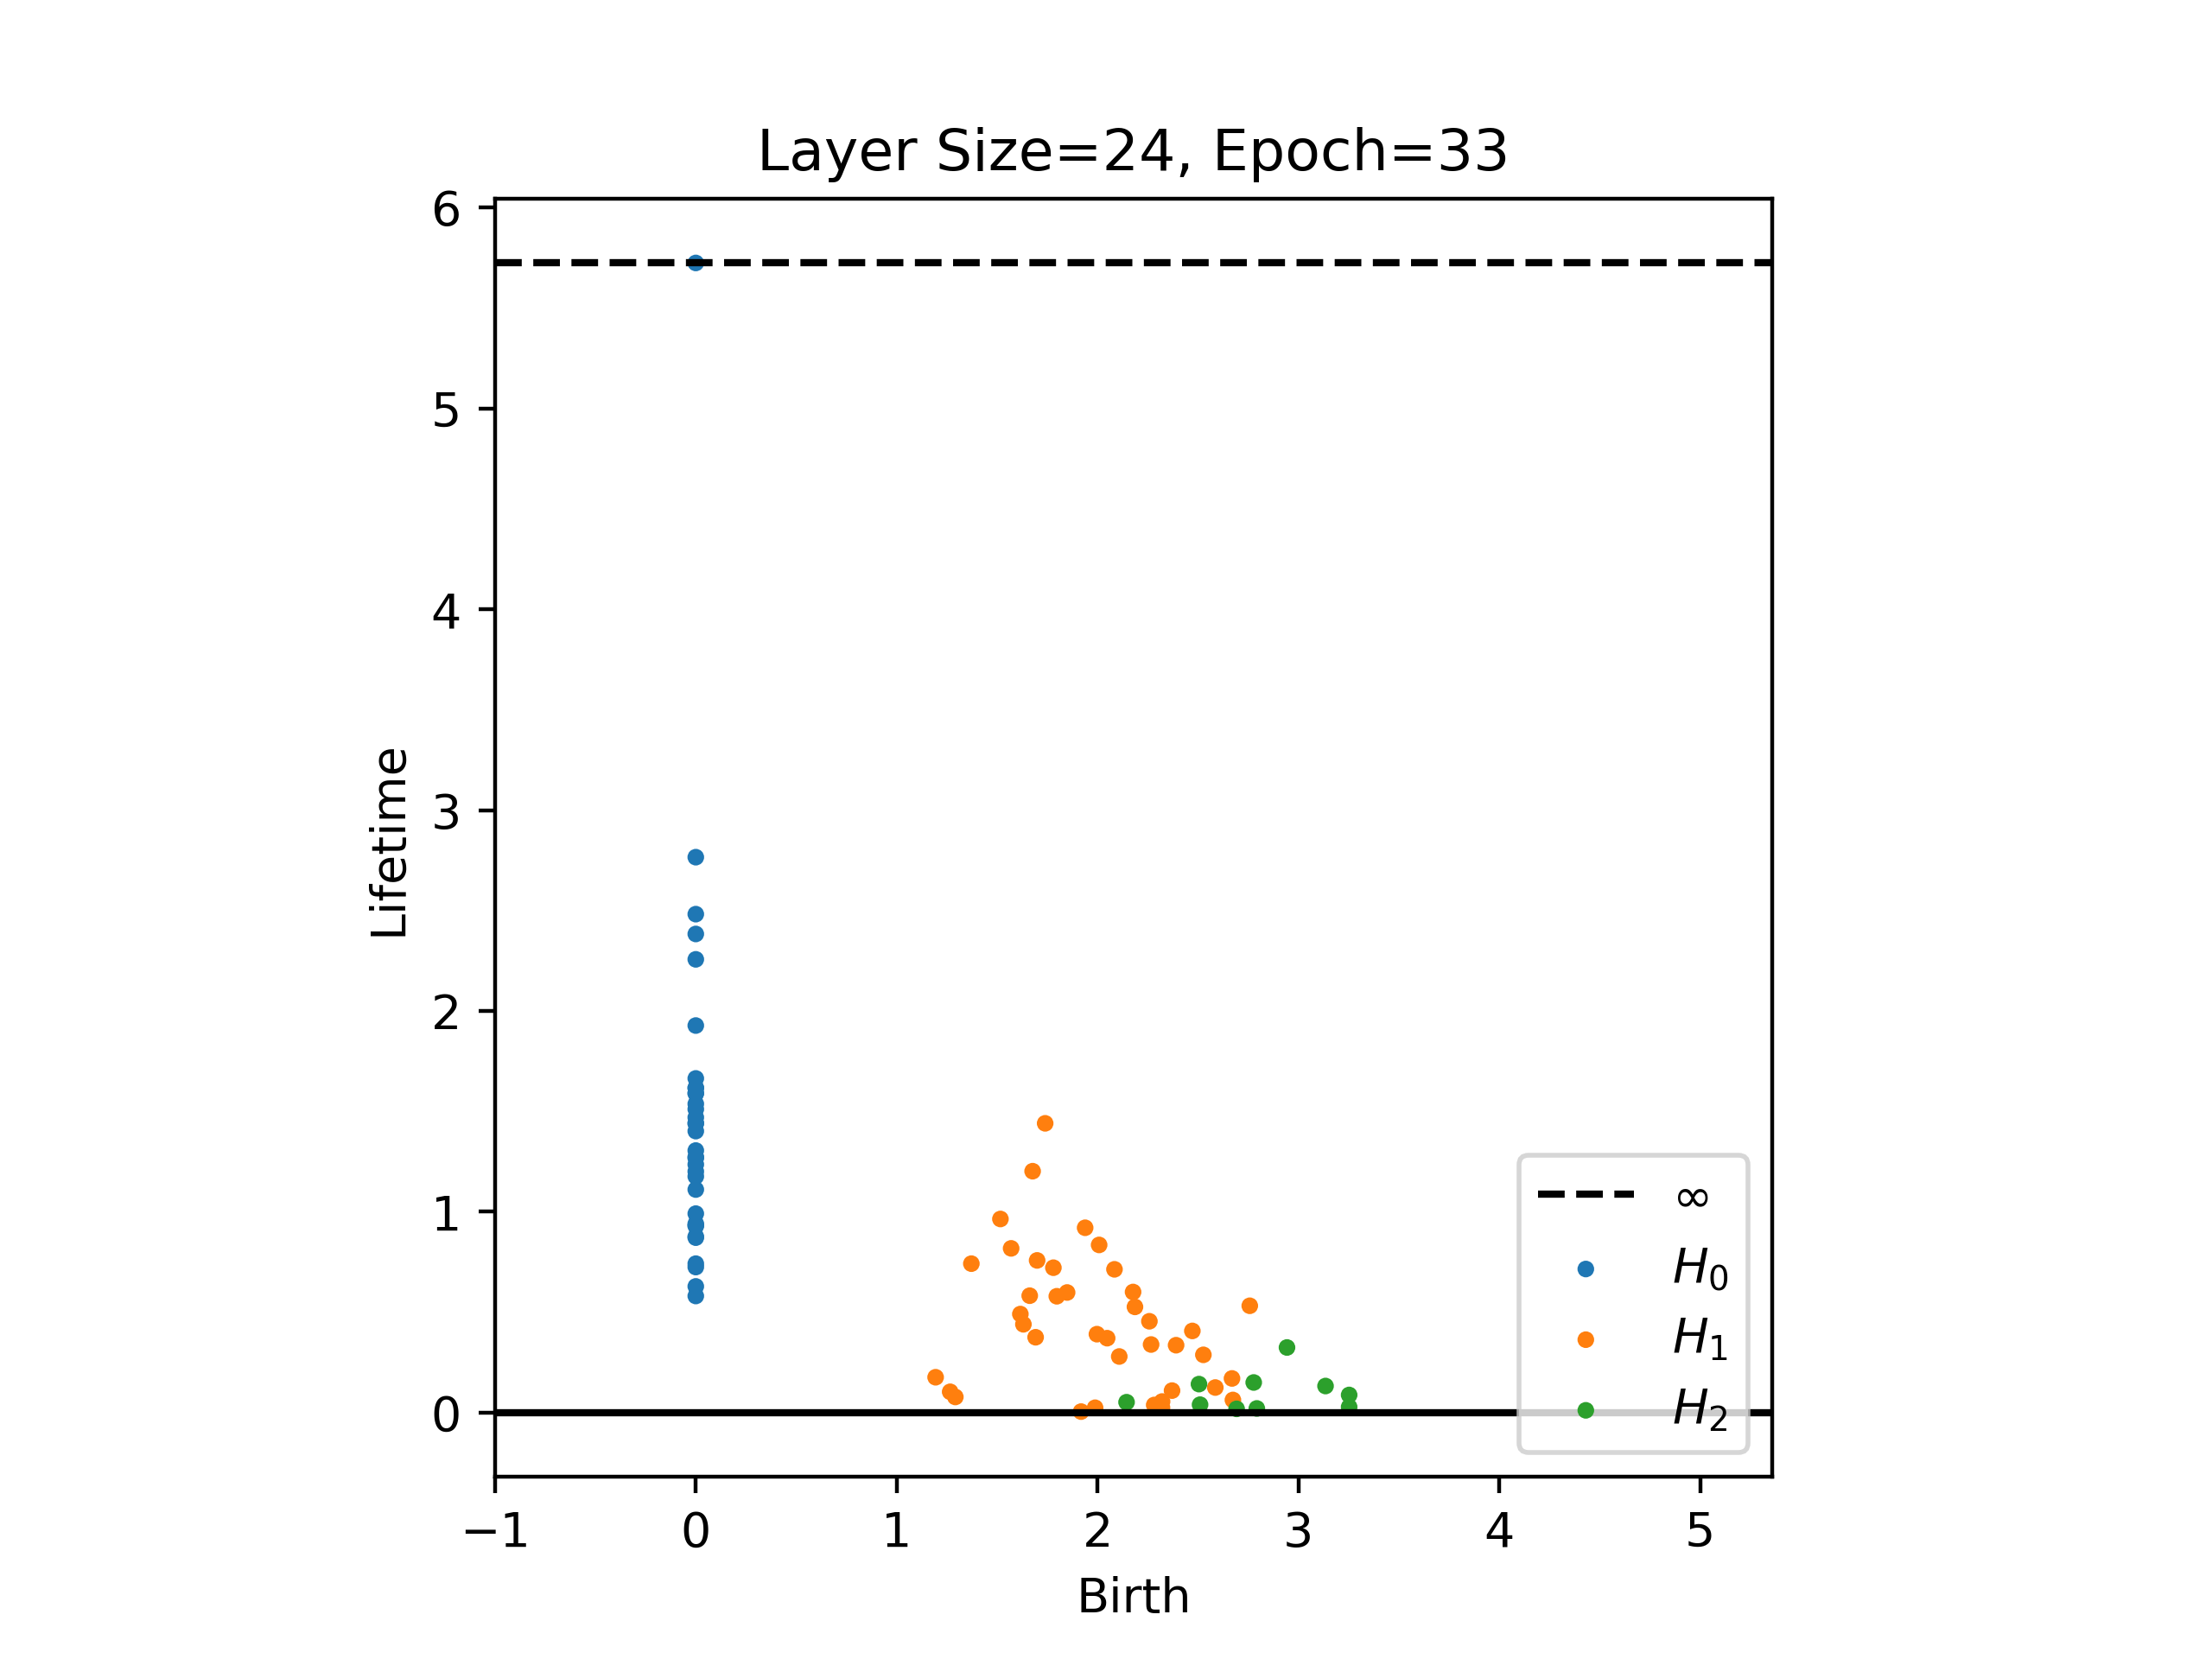 Layer Size=24, Epoch=33
6
5
4
3
2
1
0
Lifetime
∞
H₀
H₁
H₂
−1 0 1 2 3 4 5
Birth